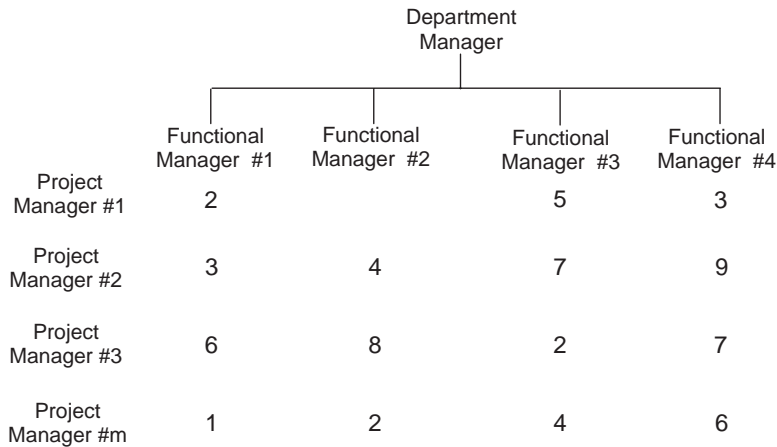 Department
Manager
Functional
Manager #1
Functional
Manager #2
Functional
Manager #3
Functional
Manager #4
Project
Manager #1
2 5 3
Project
Manager #2
3 4 7 9
Project
Manager #3
6 8 2 7
Project
Manager #m
1 2 4 6